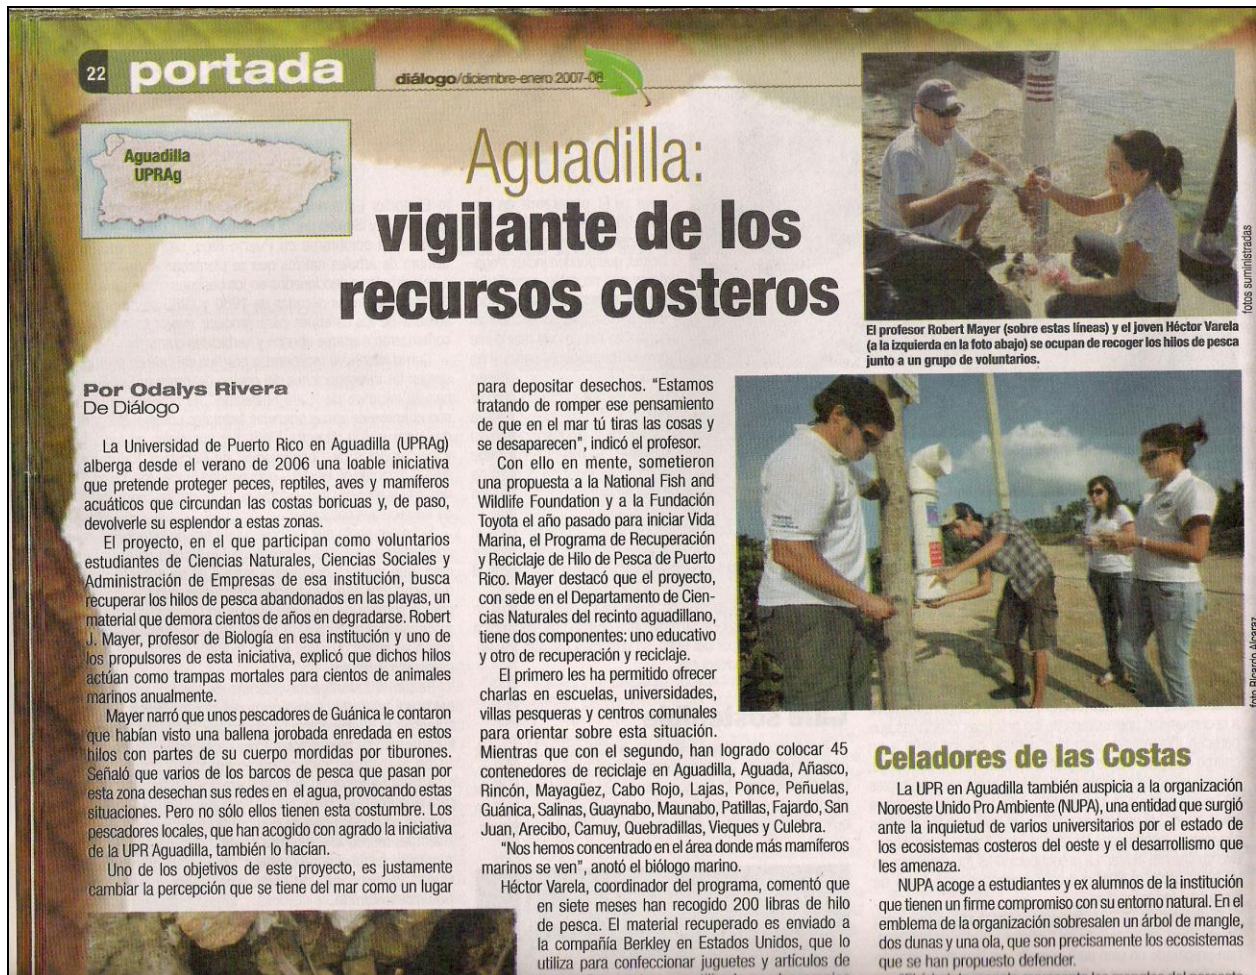 22 portada
diálogo/diciembre-enero 2007-08
Aguadilla
UPRAg
Aguadilla:
vigilante de los
recursos costeros
fotos suministradas
El profesor Robert Mayer (sobre estas líneas) y el joven Héctor Varela
(a la izquierda en la foto abajo) se ocupan de recoger los hilos de pesca
junto a un grupo de voluntarios.
Por Odalys Rivera
De Diálogo
La Universidad de Puerto Rico en Aguadilla (UPRAg)
alberga desde el verano de 2006 una loable iniciativa
que pretende proteger peces, reptiles, aves y mamíferos
acuáticos que circundan las costas boricuas y, de paso,
devolverle su esplendor a estas zonas.
El proyecto, en el que participan como voluntarios
estudiantes de Ciencias Naturales, Ciencias Sociales y
Administración de Empresas de esa institución, busca
recuperar los hilos de pesca abandonados en las playas, un
material que demora cientos de años en degradarse. Robert
J. Mayer, profesor de Biología en esa institución y uno de
los propulsores de esta iniciativa, explicó que dichos hilos
actúan como trampas mortales para cientos de animales
marinos anualmente.
Mayer narró que unos pescadores de Guánica le contaron
que habían visto una ballena jorobada enredada en estos
hilos con partes de su cuerpo mordidas por tiburones.
Señaló que varios de los barcos de pesca que pasan por
esta zona desechan sus redes en el agua, provocando estas
situaciones. Pero no sólo ellos tienen esta costumbre. Los
pescadores locales, que han acogido con agrado la iniciativa
de la UPR Aguadilla, también lo hacían.
Uno de los objetivos de este proyecto, es justamente
cambiar la percepción que se tiene del mar como un lugar
para depositar desechos. “Estamos
tratando de romper ese pensamiento
de que en el mar tú tiras las cosas y
se desaparecen”, indicó el profesor.
Con ello en mente, sometieron
una propuesta a la National Fish and
Wildlife Foundation y a la Fundación
Toyota el año pasado para iniciar Vida
Marina, el Programa de Recuperación
y Reciclaje de Hilo de Pesca de Puerto
Rico. Mayer destacó que el proyecto,
con sede en el Departamento de Cien-
cias Naturales del recinto aguadillano,
tiene dos componentes: uno educativo
y otro de recuperación y reciclaje.
El primero les ha permitido ofrecer
charlas en escuelas, universidades,
villas pesqueras y centros comunales
para orientar sobre esta situación.
Mientras que con el segundo, han logrado colocar 45
contenedores de reciclaje en Aguadilla, Aguada, Añasco,
Rincón, Mayagüez, Cabo Rojo, Lajas, Ponce, Peñuelas,
Guánica, Salinas, Guaynabo, Maunabo, Patillas, Fajardo, San
Juan, Arecibo, Camuy, Quebradillas, Vieques y Culebra.
“Nos hemos concentrado en el área donde más mamíferos
marinos se ven”, anotó el biólogo marino.
Héctor Varela, coordinador del programa, comentó que
en siete meses han recogido 200 libras de hilo
de pesca. El material recuperado es enviado a
la compañía Berkley en Estados Unidos, que lo
utiliza para confeccionar juguetes y artículos de
foto Ricardo Alcaraz
Celadores de las Costas
La UPR en Aguadilla también auspicia a la organización
Noroeste Unido Pro Ambiente (NUPA), una entidad que surgió
ante la inquietud de varios universitarios por el estado de
los ecosistemas costeros del oeste y el desarrollismo que
les amenaza.
NUPA acoge a estudiantes y ex alumnos de la institución
que tienen un firme compromiso con su entorno natural. En el
emblema de la organización sobresalen un árbol de mangle,
dos dunas y una ola, que son precisamente los ecosistemas
que se han propuesto defender.